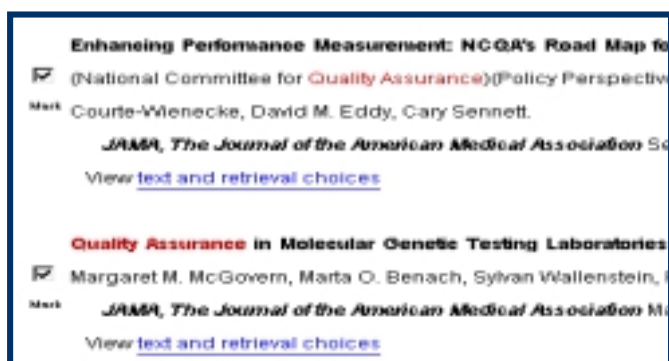 Enhancing Performance Measurement: NCQA's Road Map fo
(National Committee for Quality Assurance)(Policy Perspective
Mark Courte-Wienecke, David M. Eddy, Cary Sennett.
JAMA, The Journal of the American Medical Association Se
View text and retrieval choices
Quality Assurance in Molecular Genetic Testing Laboratories
Margaret M. McGovern, Marta O. Benach, Sylvan Wallenstein,
Mark JAMA, The Journal of the American Medical Association Ma
View text and retrieval choices